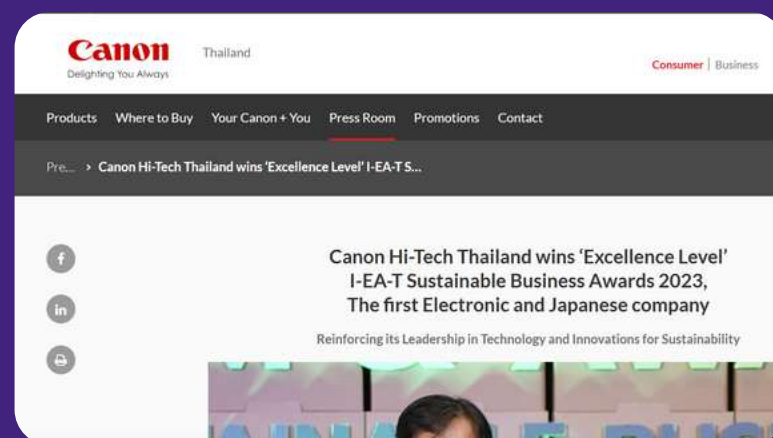 Canon
Delighting You Always
Thailand
Consumer | Business
Products Where to Buy Your Canon + You Press Room Promotions Contact
Pre... > Canon Hi-Tech Thailand wins ‘Excellence Level’ I-EA-T S...
f
in
Canon Hi-Tech Thailand wins ‘Excellence Level’
I-EA-T Sustainable Business Awards 2023,
The first Electronic and Japanese company
Reinforcing its Leadership in Technology and Innovations for Sustainability